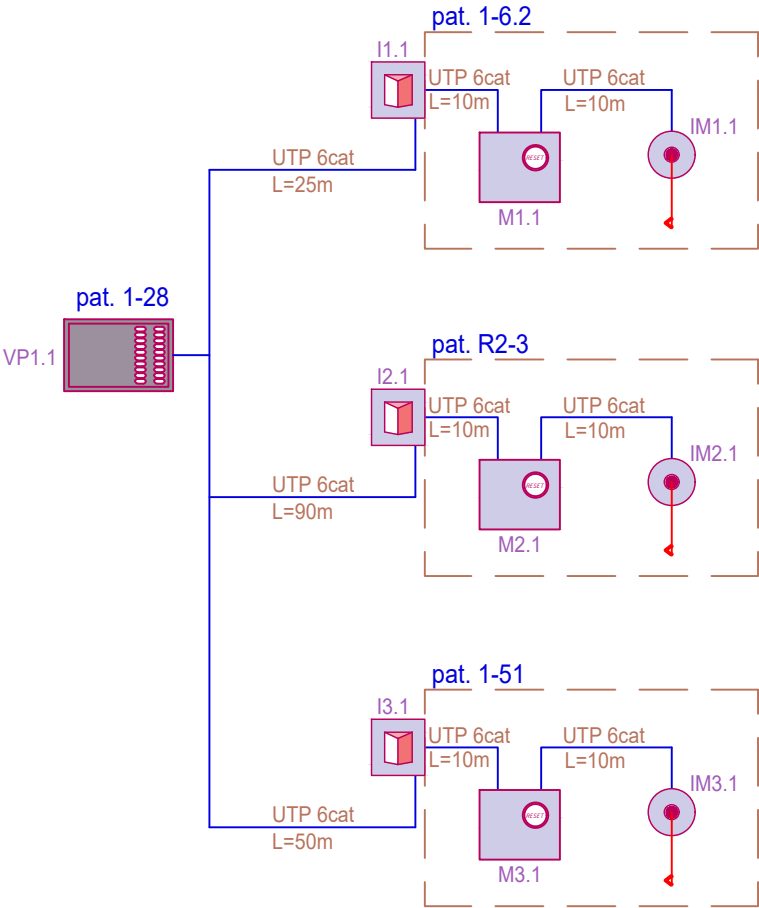 pat. 1-6.2
I1.1
UTP 6cat
L=10m
UTP 6cat
L=10m
IM1.1
RESET
M1.1
UTP 6cat
L=25m
pat. 1-28
VP1.1
pat. R2-3
I2.1
UTP 6cat
L=10m
UTP 6cat
L=10m
IM2.1
RESET
M2.1
UTP 6cat
L=90m
pat. 1-51
I3.1
UTP 6cat
L=10m
UTP 6cat
L=10m
IM3.1
RESET
M3.1
UTP 6cat
L=50m